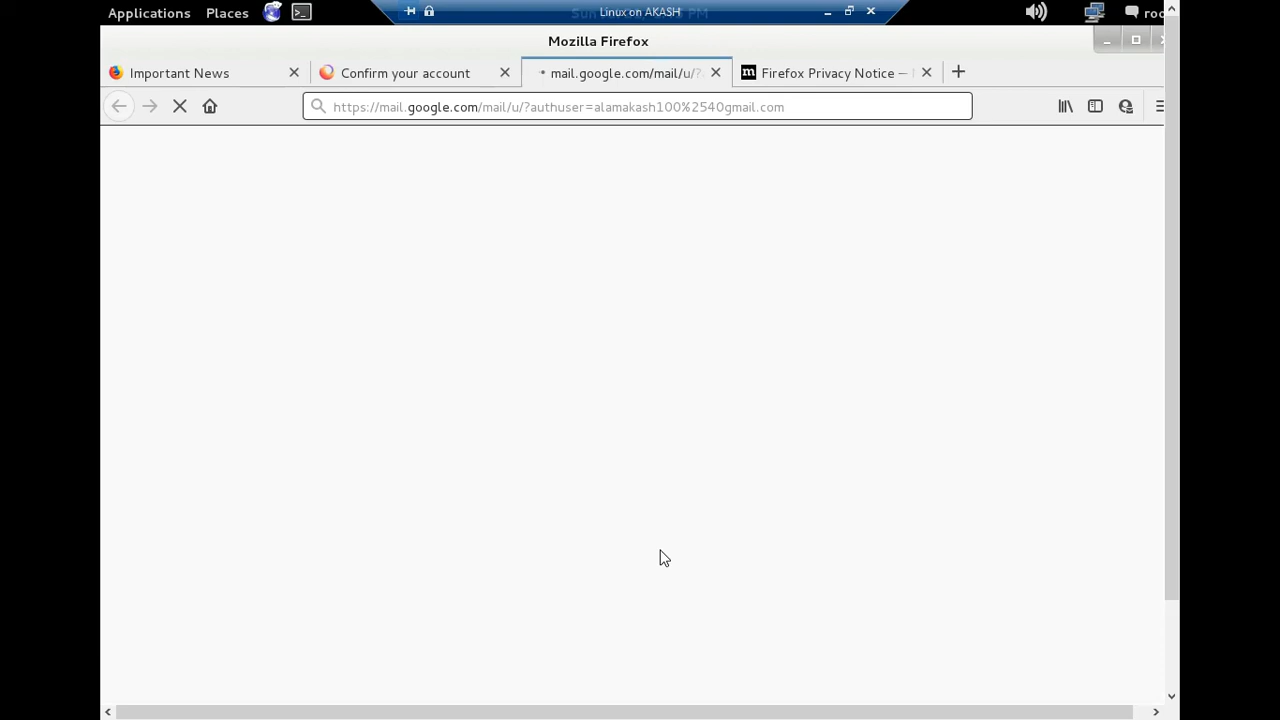 Applications Places
Linux on AKASH
roo
Mozilla Firefox
Important News
Confirm your account
mail.google.com/mail/u/?
Firefox Privacy Notice —
https://mail.google.com/mail/u/?authuser=alamakash100%2540gmail.com